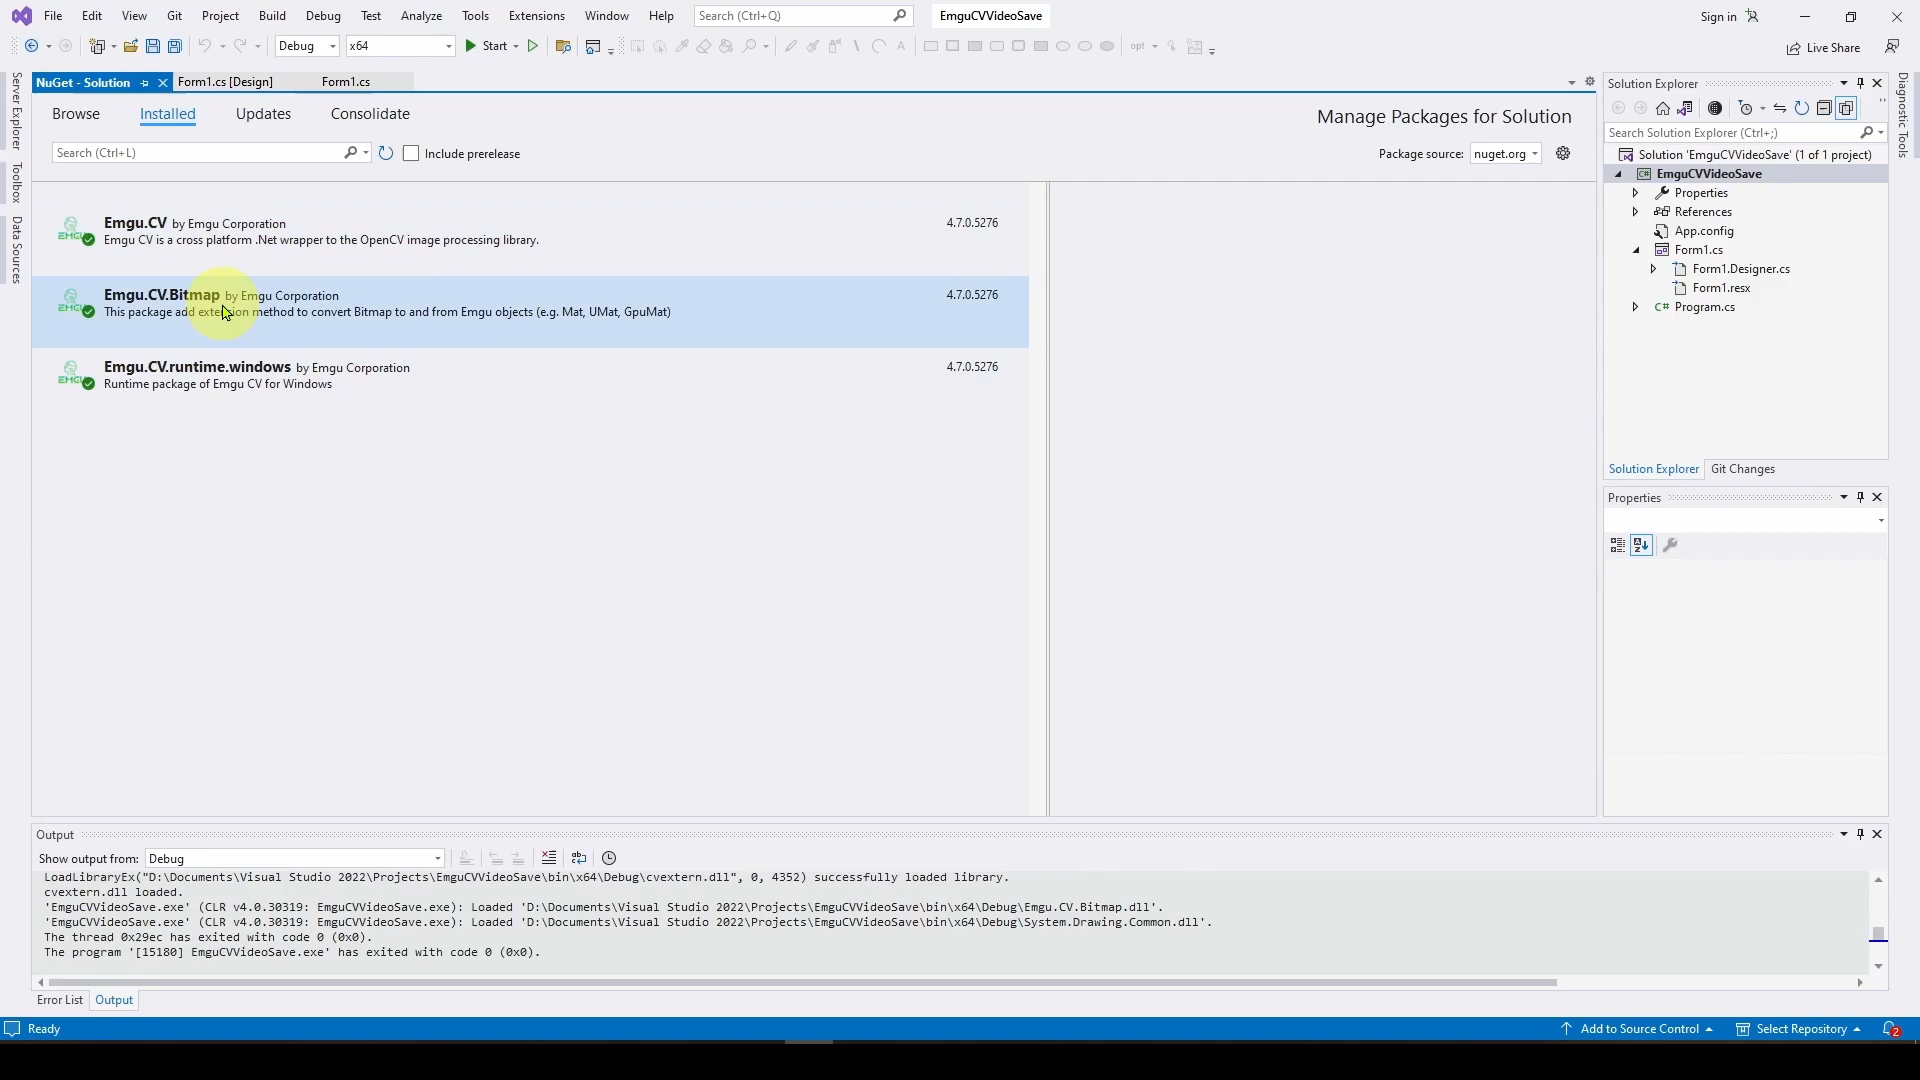 File Edit View Git Project Build Debug Test Analyze Tools Extensions Window Help Search (Ctrl+Q) EmguCVVideoSave Sign in
Debug x64 Start opt Live Share
NuGet - Solution Form1.cs [Design] Form1.cs
Browse Installed Updates Consolidate
Manage Packages for Solution
Search (Ctrl+L) Include prerelease
Package source: nuget.org
Emgu.CV by Emgu Corporation 4.7.0.5276
Emgu CV is a cross platform .Net wrapper to the OpenCV image processing library.
Emgu.CV.Bitmap by Emgu Corporation 4.7.0.5276
This package add extension method to convert Bitmap to and from Emgu objects (e.g. Mat, UMat, GpuMat)
Emgu.CV.runtime.windows by Emgu Corporation 4.7.0.5276
Runtime package of Emgu CV for Windows
Server Explorer
Toolbox
Data Sources
Solution Explorer
Search Solution Explorer (Ctrl+;)
Solution 'EmguCVVideoSave' (1 of 1 project)
C# EmguCVVideoSave
Properties
References
App.config
Form1.cs
Form1.Designer.cs
Form1.resx
C# Program.cs
Solution Explorer Git Changes
Properties
Diagnostic Tools
Output
Show output from: Debug
LoadLibraryEx("D:\Documents\Visual Studio 2022\Projects\EmguCVVideoSave\bin\x64\Debug\cvextern.dll", 0, 4352) successfully loaded library.
cvextern.dll loaded.
'EmguCVVideoSave.exe' (CLR v4.0.30319: EmguCVVideoSave.exe): Loaded 'D:\Documents\Visual Studio 2022\Projects\EmguCVVideoSave\bin\x64\Debug\Emgu.CV.Bitmap.dll'.
'EmguCVVideoSave.exe' (CLR v4.0.30319: EmguCVVideoSave.exe): Loaded 'D:\Documents\Visual Studio 2022\Projects\EmguCVVideoSave\bin\x64\Debug\System.Drawing.Common.dll'.
The thread 0x29ec has exited with code 0 (0x0).
The program '[15180] EmguCVVideoSave.exe' has exited with code 0 (0x0).
Error List Output
Ready Add to Source Control Select Repository 2